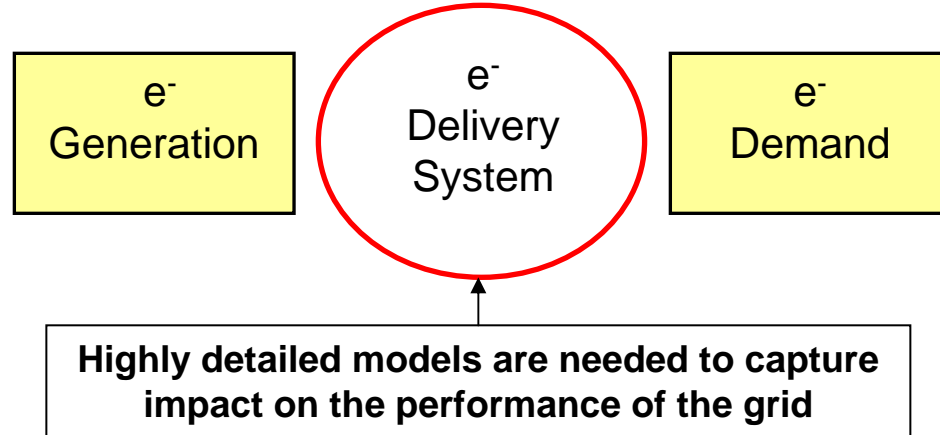 e⁻
Generation
e⁻
Delivery
System
e⁻
Demand
Highly detailed models are needed to capture
impact on the performance of the grid